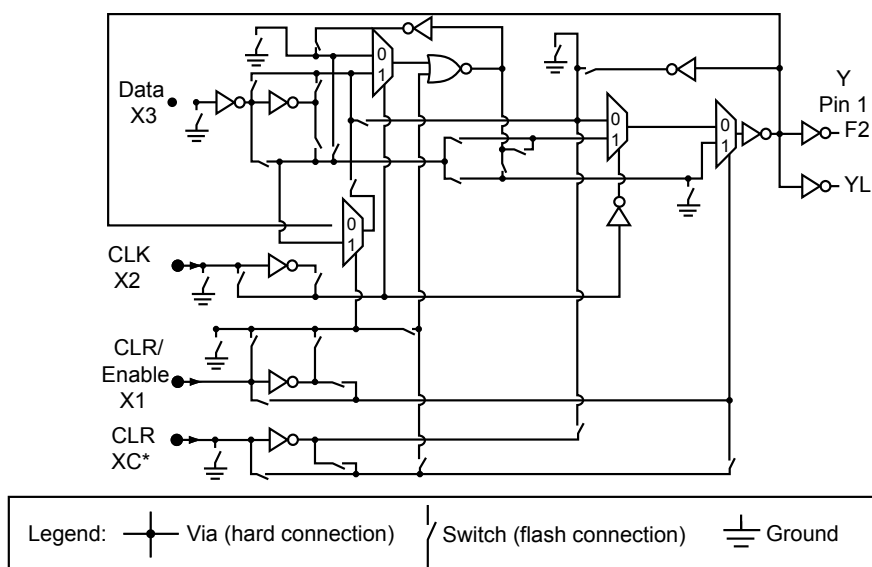 Data
X3
0
1
0
1
0
1
Y
Pin 1
F2
YL
0
1
CLK
X2
CLR/
Enable
X1
CLR
XC*
Legend: Via (hard connection) Switch (flash connection) Ground